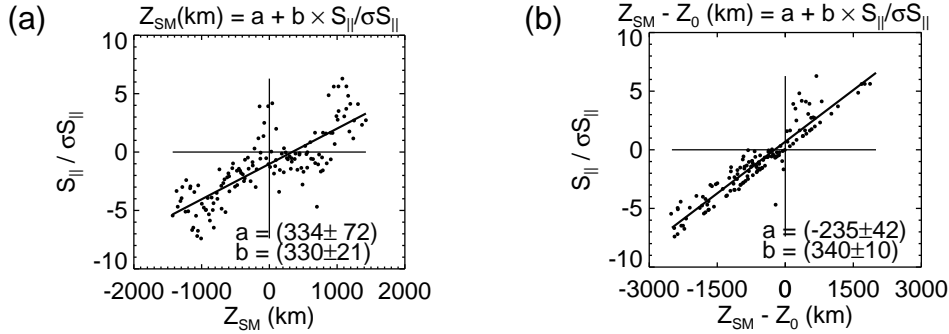 (a)
Z_SM(km) = a + b × S_||/σS_||
10
5
0
-5
-10
S_|| / σS_||
a = (334± 72)
b = (330±21)
-2000 -1000 0 1000 2000
Z_SM (km)
(b)
Z_SM - Z_0 (km) = a + b × S_||/σS_||
10
5
0
-5
-10
S_|| / σS_||
a = (-235±42)
b = (340±10)
-3000 -1500 0 1500 3000
Z_SM - Z_0 (km)